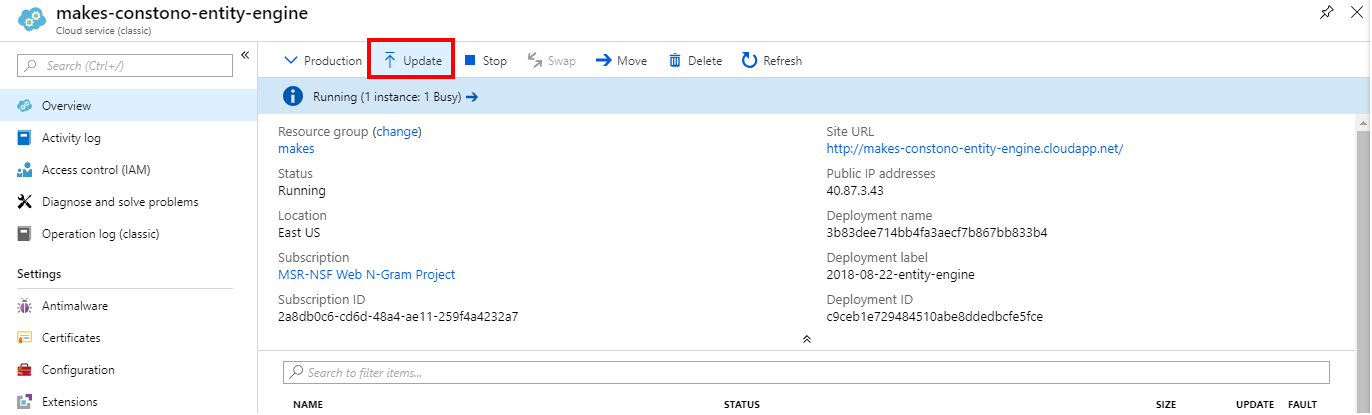 makes-constono-entity-engine
Cloud service (classic)
Search (Ctrl+/)
Overview
Activity log
Access control (IAM)
Diagnose and solve problems
Operation log (classic)
Settings
Antimalware
Certificates
Configuration
Extensions
Production Update Stop Swap Move Delete Refresh
Running (1 instance: 1 Busy) →
Resource group (change)
makes
Status
Running
Location
East US
Subscription
MSR-NSF Web N-Gram Project
Subscription ID
2a8db0c6-cd6d-48a4-ae11-259f4a4232a7
Site URL
http://makes-constono-entity-engine.cloudapp.net/
Public IP addresses
40.87.3.43
Deployment name
3b83dee714bb4fa3aecf7b867bb833b4
Deployment label
2018-08-22-entity-engine
Deployment ID
c9ceb1e729484510abe8ddedbcfe5fce
Search to filter items...
NAME STATUS SIZE UPDATE FAULT